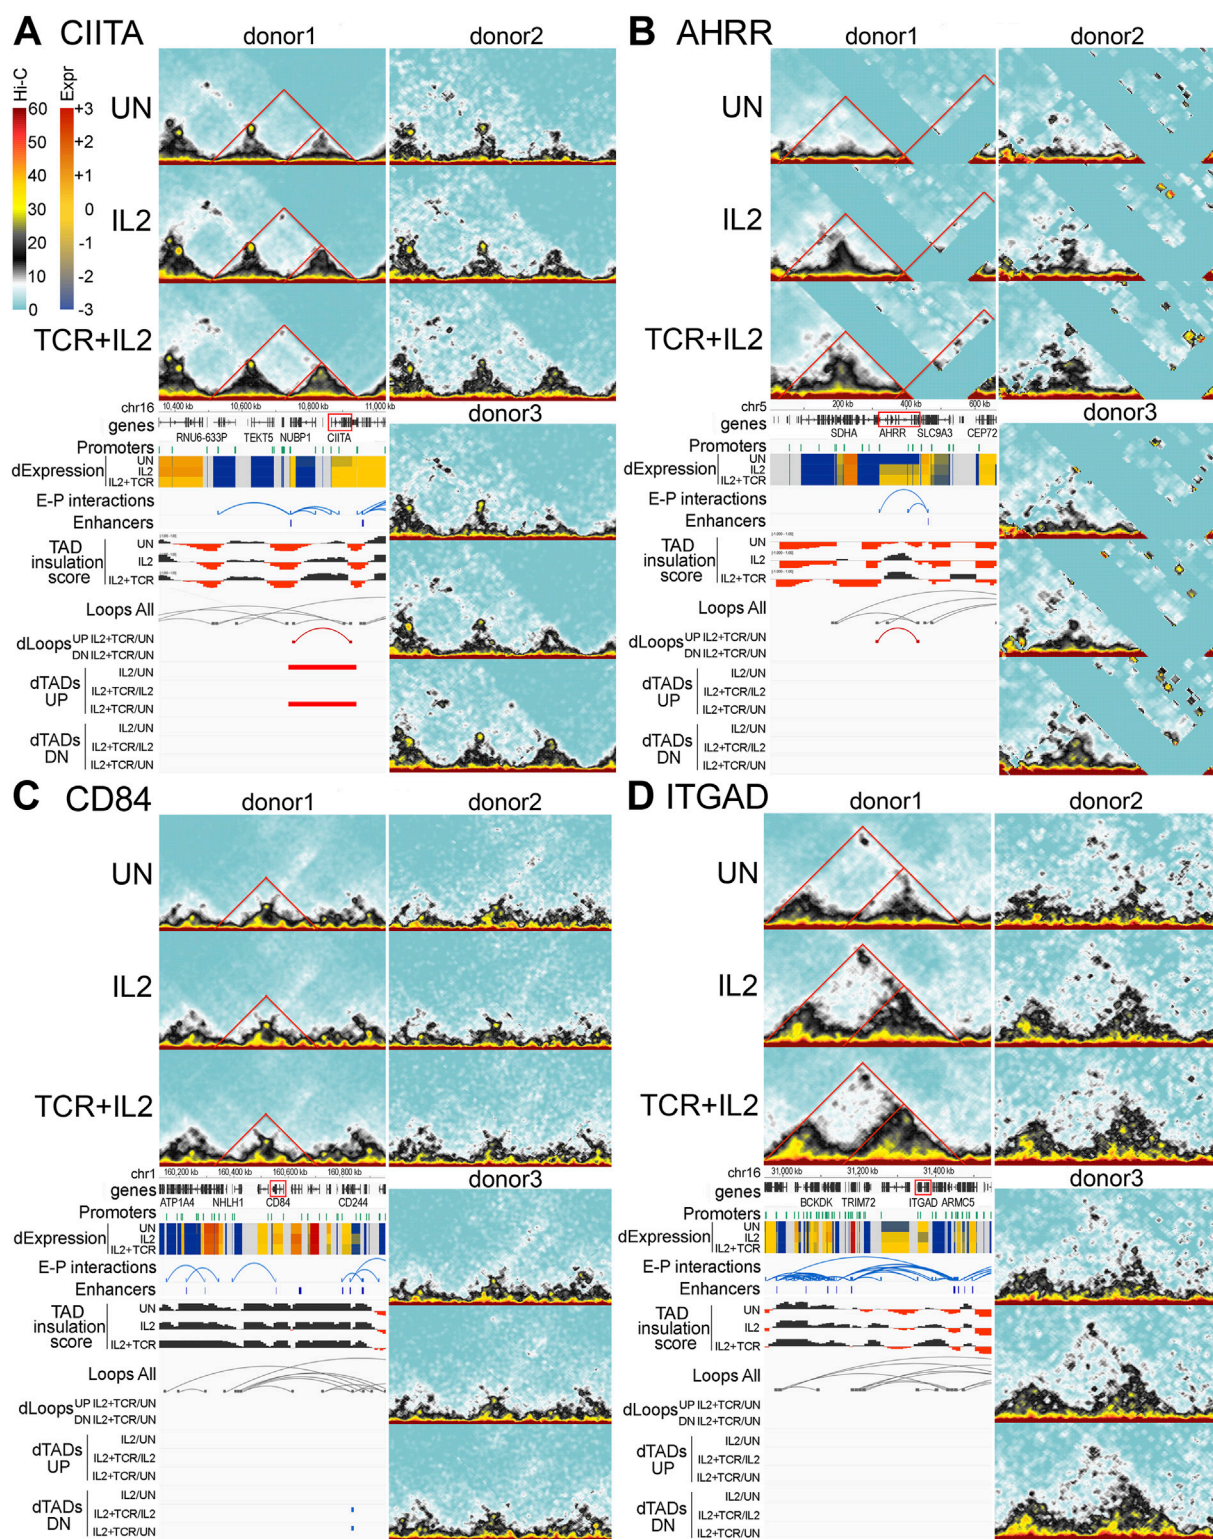 A CIITA
donor1
donor2
Hi-C
60
50
40
30
20
10
0
Expr
+3
+2
+1
0
-1
-2
-3
UN
IL2
TCR+IL2
chr16
10,400 kb
10,600 kb
10,800 kb
11,000 kb
genes
RNU6-633P TEKT5 NUBP1 CIITA
Promoters
dExpression
UN
IL2
IL2+TCR
E-P interactions
Enhancers
TAD insulation score
UN
IL2
IL2+TCR
Loops All
dLoops
UP IL2+TCR/UN
DN IL2+TCR/UN
dTADs UP
IL2/UN
IL2+TCR/IL2
IL2+TCR/UN
dTADs DN
IL2/UN
IL2+TCR/IL2
IL2+TCR/UN
donor3
B AHRR
donor1
donor2
UN
IL2
TCR+IL2
chr5
200 kb
400 kb
600 kb
genes
SDHA AHRR SLC9A3 CEP72
Promoters
dExpression
UN
IL2
IL2+TCR
E-P interactions
Enhancers
TAD insulation score
UN
IL2
IL2+TCR
Loops All
dLoops
UP IL2+TCR/UN
DN IL2+TCR/UN
dTADs UP
IL2/UN
IL2+TCR/IL2
IL2+TCR/UN
dTADs DN
IL2/UN
IL2+TCR/IL2
IL2+TCR/UN
donor3
C CD84
donor1
donor2
UN
IL2
TCR+IL2
chr1
160,200 kb
160,400 kb
160,600 kb
160,800 kb
genes
ATP1A4 NHLH1 CD84 CD244
Promoters
dExpression
UN
IL2
IL2+TCR
E-P interactions
Enhancers
TAD insulation score
UN
IL2
IL2+TCR
Loops All
dLoops
UP IL2+TCR/UN
DN IL2+TCR/UN
dTADs UP
IL2/UN
IL2+TCR/IL2
IL2+TCR/UN
dTADs DN
IL2/UN
IL2+TCR/IL2
IL2+TCR/UN
donor3
D ITGAD
donor1
donor2
UN
IL2
TCR+IL2
chr16
31,000 kb
31,200 kb
31,400 kb
genes
BCKDK TRIM72 ITGAD ARMC5
Promoters
dExpression
UN
IL2
IL2+TCR
E-P interactions
Enhancers
TAD insulation score
UN
IL2
IL2+TCR
Loops All
dLoops
UP IL2+TCR/UN
DN IL2+TCR/UN
dTADs UP
IL2/UN
IL2+TCR/IL2
IL2+TCR/UN
dTADs DN
IL2/UN
IL2+TCR/IL2
IL2+TCR/UN
donor3